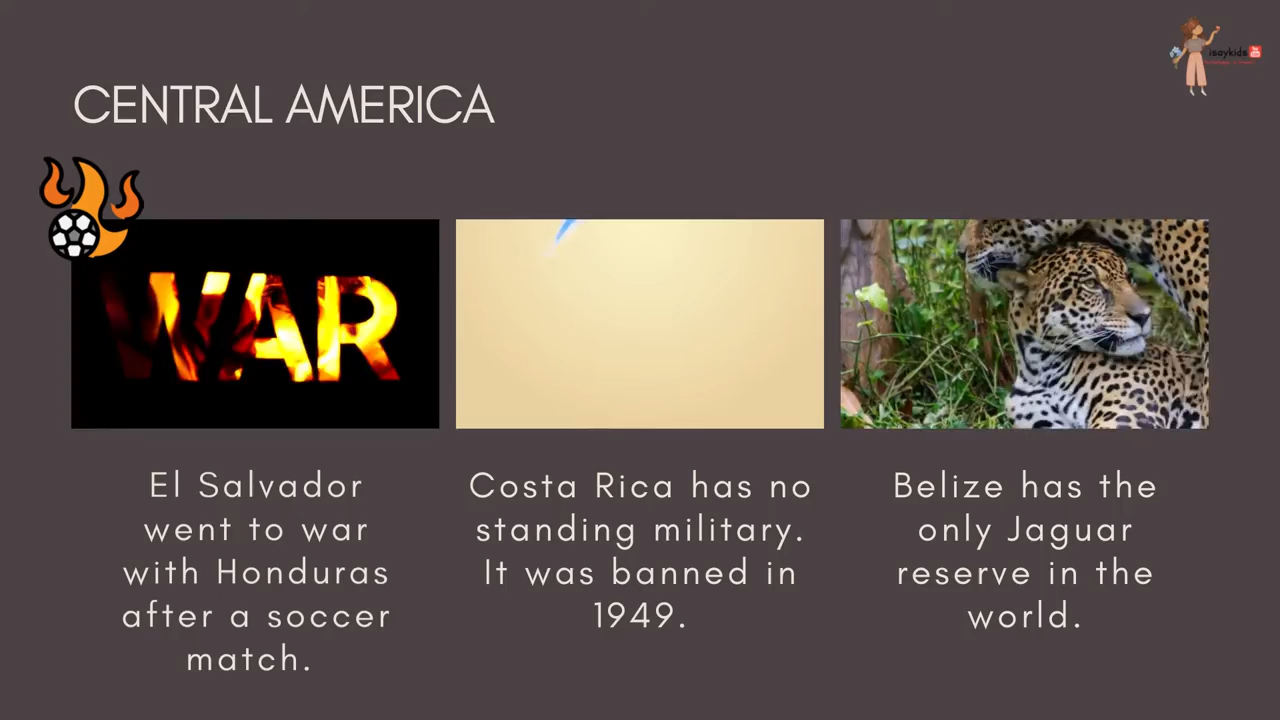 isaykids
CENTRAL AMERICA
WAR
El Salvador
went to war
with Honduras
after a soccer
match.
Costa Rica has no
standing military.
It was banned in
1949.
Belize has the
only Jaguar
reserve in the
world.